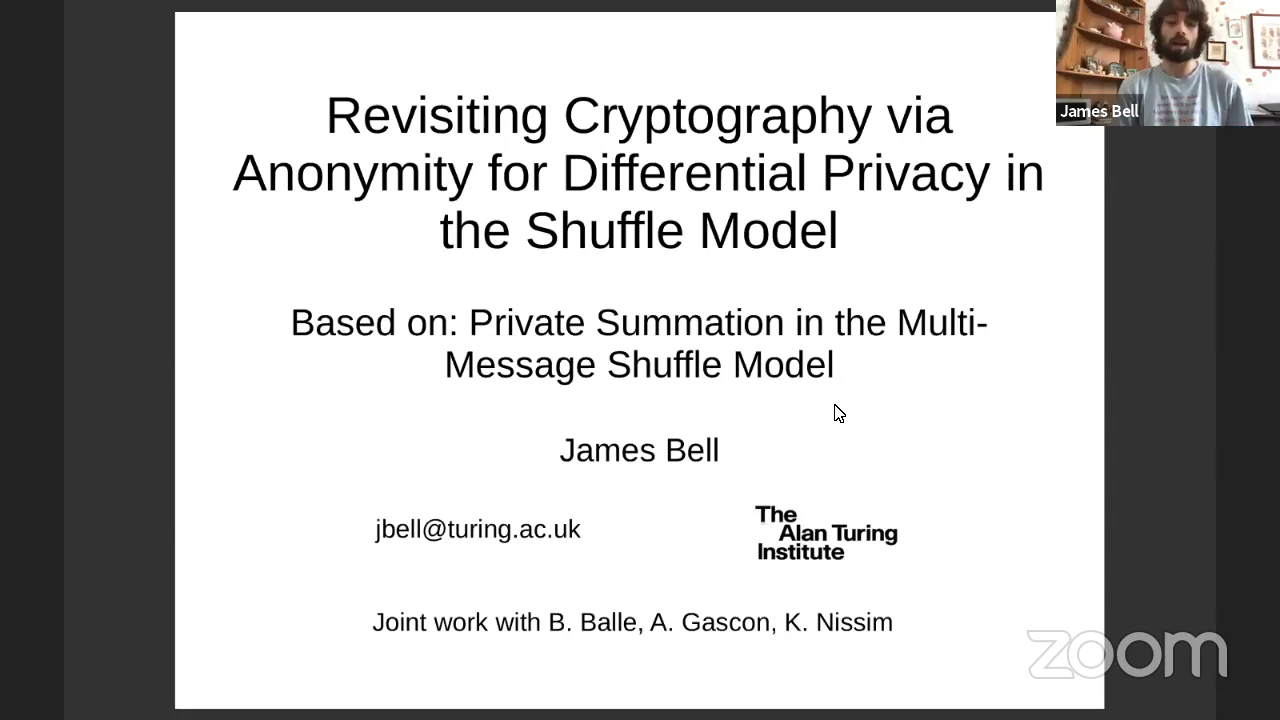 Revisiting Cryptography via
Anonymity for Differential Privacy in
the Shuffle Model
Based on: Private Summation in the Multi-
Message Shuffle Model
James Bell
jbell@turing.ac.uk
The
Alan Turing
Institute
Joint work with B. Balle, A. Gascon, K. Nissim
James Bell
zoom